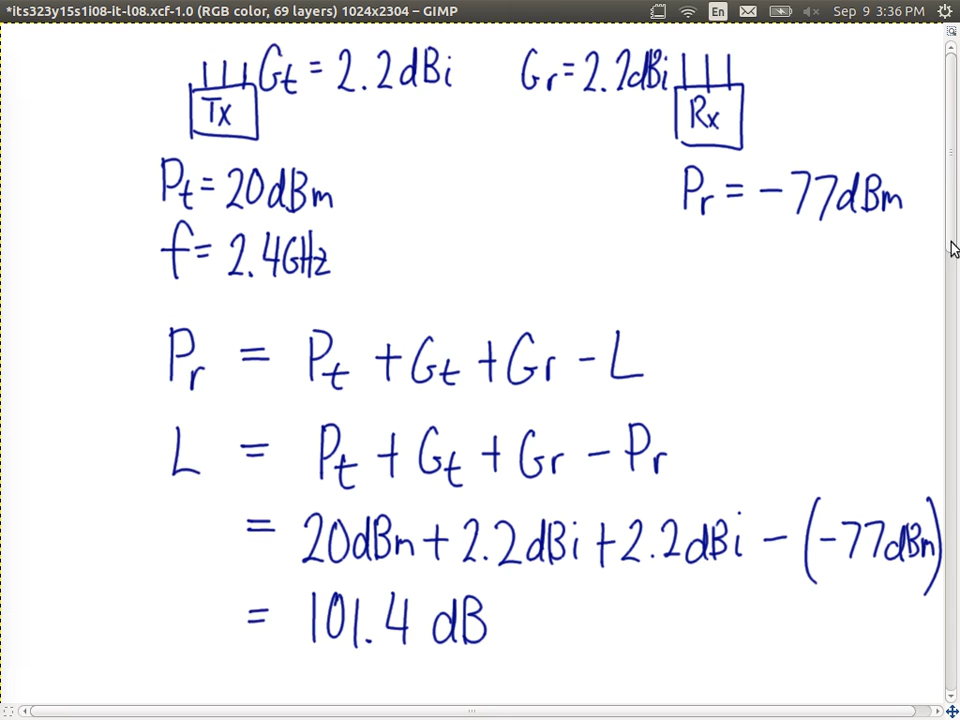 *its323y15s1i08-it-l08.xcf-1.0 (RGB color, 69 layers) 1024x2304 – GIMP En Sep 9 3:36 PM
Gt = 2.2dBi Gr = 2.2dBi
Tx Rx
Pt = 20dBm Pr = -77dBm
f = 2.4GHz
Pr = Pt + Gt + Gr - L
L = Pt + Gt + Gr - Pr
= 20dBm + 2.2dBi + 2.2dBi - (-77dBm)
= 101.4 dB